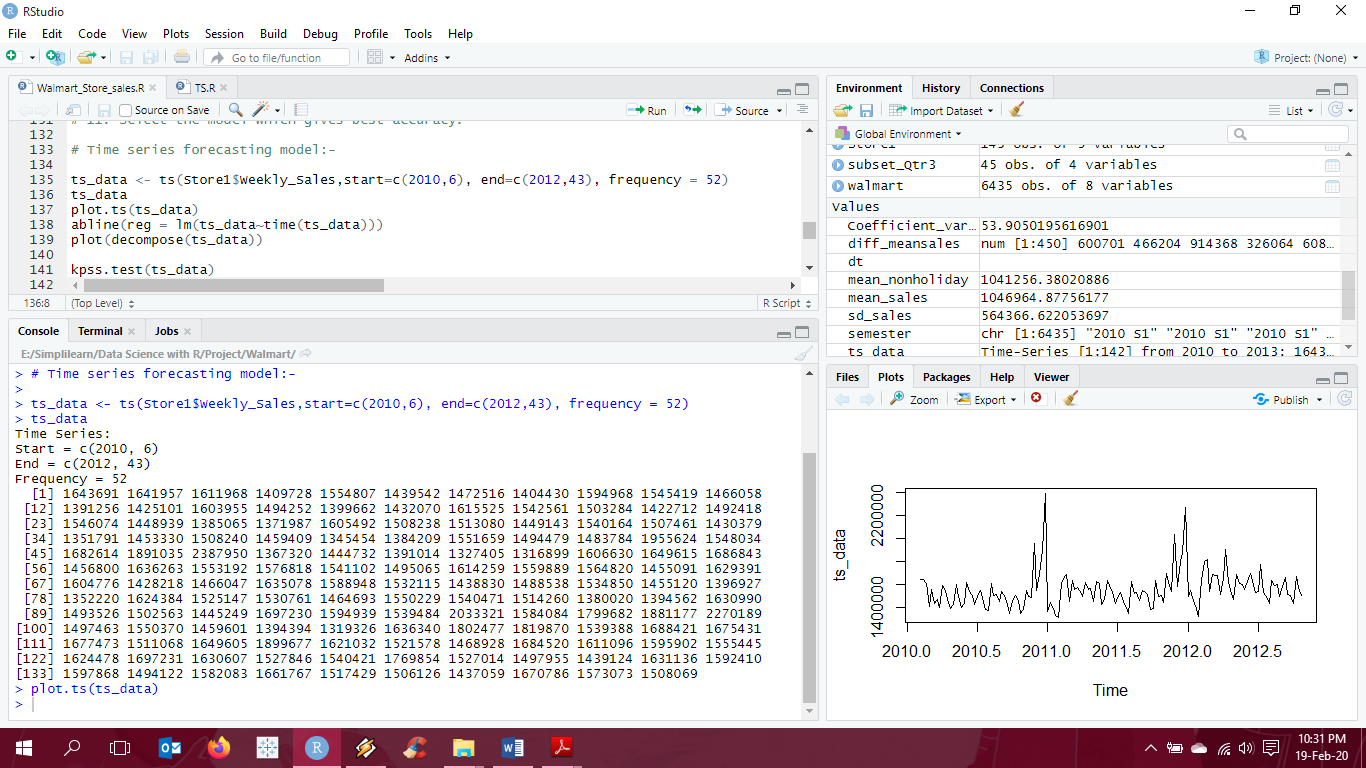 RStudio
File Edit Code View Plots Session Build Debug Profile Tools Help
Go to file/function Addins Project: (None)
Walmart_Store_sales.R TS.R
Source on Save Run Source
131 # 11. Select the model which gives best accuracy.
132
133 # Time series forecasting model:-
134
135 ts_data <- ts(Store1$Weekly_Sales,start=c(2010,6), end=c(2012,43), frequency = 52)
136 ts_data
137 plot.ts(ts_data)
138 abline(reg = lm(ts_data~time(ts_data)))
139 plot(decompose(ts_data))
140
141 kpss.test(ts_data)
142
136:8 (Top Level) R Script
Console Terminal Jobs
E:/Simplilearn/Data Science with R/Project/Walmart/
> # Time series forecasting model:-
>
> ts_data <- ts(Store1$Weekly_Sales,start=c(2010,6), end=c(2012,43), frequency = 52)
> ts_data
Time Series:
Start = c(2010, 6)
End = c(2012, 43)
Frequency = 52
[1] 1643691 1641957 1611968 1409728 1554807 1439542 1472516 1404430 1594968 1545419 1466058
[12] 1391256 1425101 1603955 1494252 1399662 1432070 1615525 1542561 1503284 1422712 1492418
[23] 1546074 1448939 1385065 1371987 1605492 1508238 1513080 1449143 1540164 1507461 1430379
[34] 1351791 1453330 1508240 1459409 1345454 1384209 1551659 1494479 1483784 1955624 1548034
[45] 1682614 1891035 2387950 1367320 1444732 1391014 1327405 1316899 1606630 1649615 1686843
[56] 1456800 1636263 1553192 1576818 1541102 1495065 1614259 1559889 1564820 1455091 1629391
[67] 1604776 1428218 1466047 1635078 1588948 1532115 1438830 1488538 1534850 1455120 1396927
[78] 1352220 1624384 1525147 1530761 1464693 1550229 1540471 1514260 1380020 1394562 1630990
[89] 1493526 1502563 1445249 1697230 1594939 1539484 2033321 1584084 1799682 1881177 2270189
[100] 1497463 1550370 1459601 1394394 1319326 1636340 1802477 1819870 1539388 1688421 1675431
[111] 1677473 1511068 1649605 1899677 1621032 1521578 1468928 1684520 1611096 1595902 1555445
[122] 1624478 1697231 1630607 1527846 1540421 1769854 1527014 1497955 1439124 1631136 1592410
[133] 1597868 1494122 1582083 1661767 1517429 1506126 1437059 1670786 1573073 1508069
> plot.ts(ts_data)
>
Environment History Connections
Import Dataset List
Global Environment
Store1 143 obs. of 9 variables
subset_Qtr3 45 obs. of 4 variables
walmart 6435 obs. of 8 variables
Values
Coefficient_var… 53.9050195616901
diff_meansales num [1:450] 600701 466204 914368 326064 608…
dt
mean_nonholiday 1041256.38020886
mean_sales 1046964.87756177
sd_sales 564366.622053697
semester chr [1:6435] "2010 S1" "2010 S1" "2010 S1" …
ts_data Time-Series [1:142] from 2010 to 2013: 1643…
Files Plots Packages Help Viewer
Zoom Export Publish
ts_data
1400000 2200000
2010.0 2010.5 2011.0 2011.5 2012.0 2012.5
Time
10:31 PM
19-Feb-20